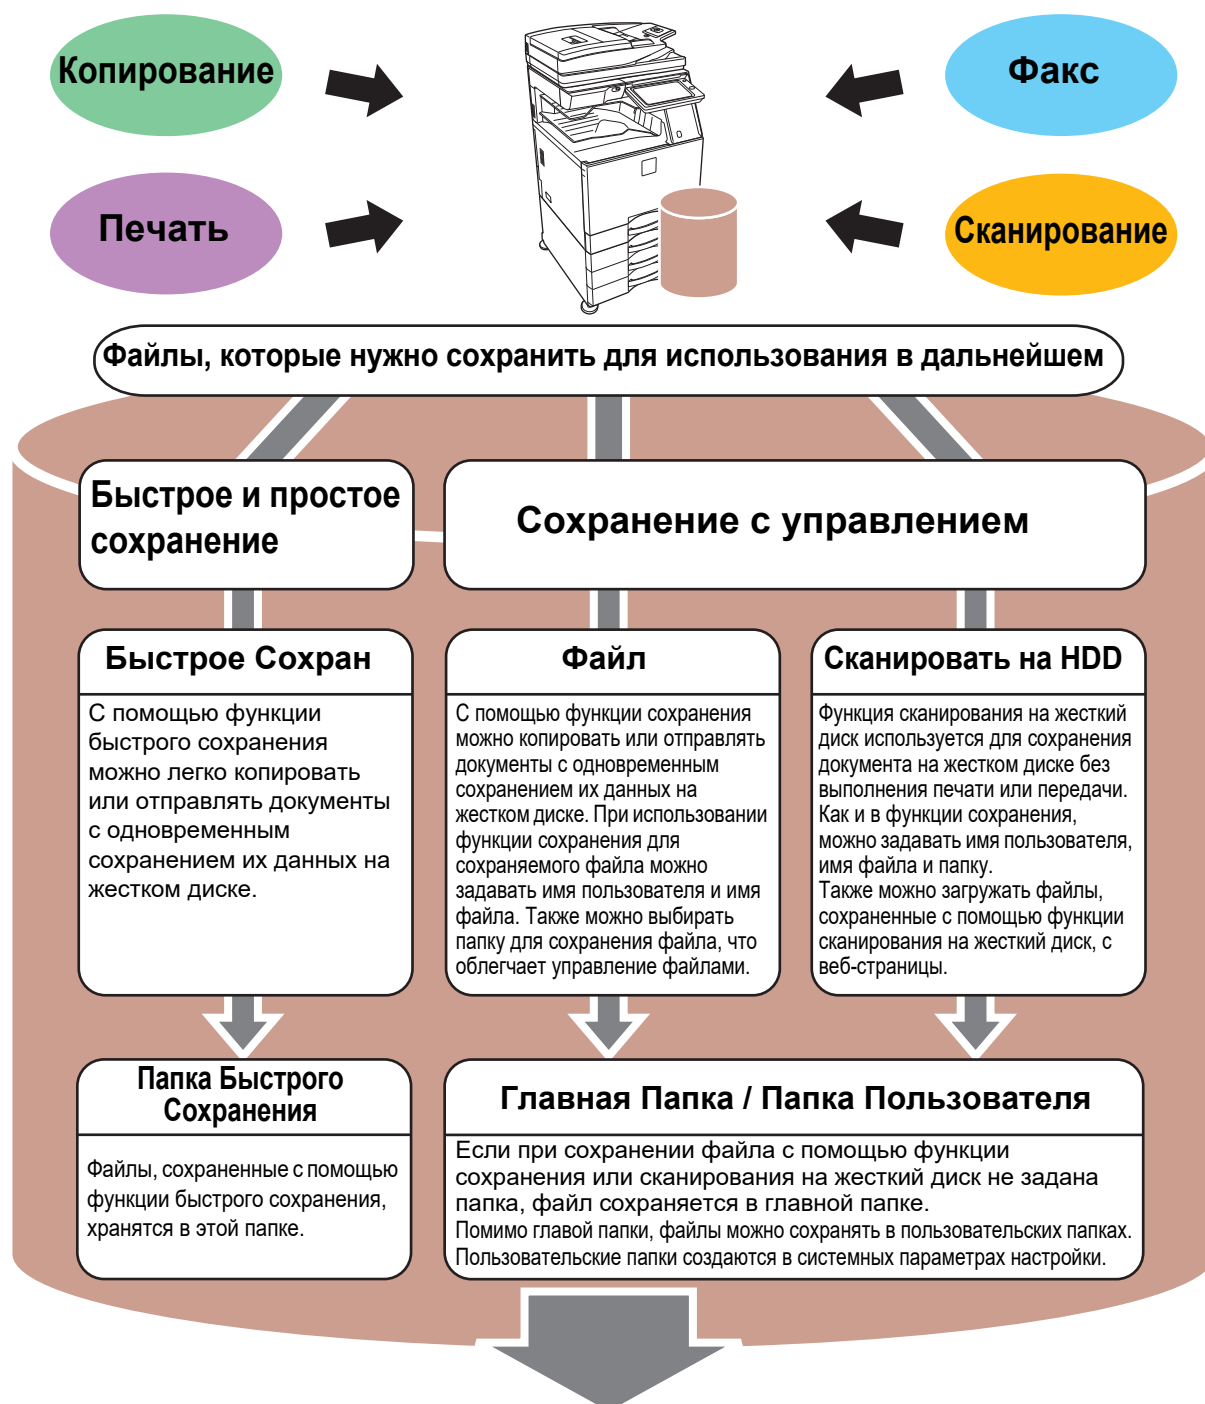 Копирование
Факс
Печать
Сканирование
Файлы, которые нужно сохранить для использования в дальнейшем
Быстрое и простое
сохранение
Сохранение с управлением
Быстрое Сохран
С помощью функции
быстрого сохранения
можно легко копировать
или отправлять документы
с одновременным
сохранением их данных на
жестком диске.
Файл
С помощью функции сохранения
можно копировать или отправлять
документы с одновременным
сохранением их данных на
жестком диске. При использовании
функции сохранения для
сохраняемого файла можно
задавать имя пользователя и имя
файла. Также можно выбирать
папку для сохранения файла, что
облегчает управление файлами.
Сканировать на HDD
Функция сканирования на жесткий
диск используется для сохранения
документа на жестком диске без
выполнения печати или передачи.
Как и в функции сохранения,
можно задавать имя пользователя,
имя файла и папку.
Также можно загружать файлы,
сохраненные с помощью функции
сканирования на жесткий диск, с
веб-страницы.
Папка Быстрого
Сохранения
Файлы, сохраненные с помощью
функции быстрого сохранения,
хранятся в этой папке.
Главная Папка / Папка Пользователя
Если при сохранении файла с помощью функции
сохранения или сканирования на жесткий диск не задана
папка, файл сохраняется в главной папке.
Помимо главой папки, файлы можно сохранять в пользовательских папках.
Пользовательские папки создаются в системных параметрах настройки.